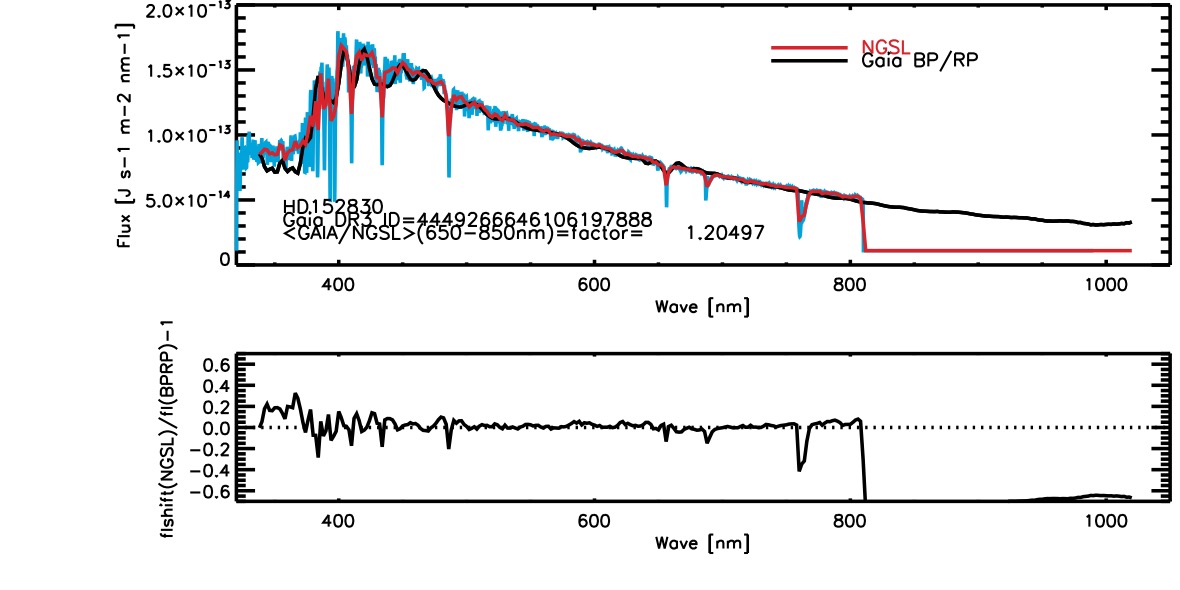 2.0×10−13
1.5×10−13
1.0×10−13
5.0×10−14
0
Flux [J s−1 m−2 nm−1]
NGSL
Gaia BP/RP
HD152830
Gaia DR3 ID=4449266646106197888
<GAIA/NGSL>(650−850nm)=factor= 1.20497
400 600 800 1000
Wave [nm]
flshift(NGSL)/fl(BPRP)−1
0.6
0.4
0.2
0.0
−0.2
−0.4
−0.6
400 600 800 1000
Wave [nm]